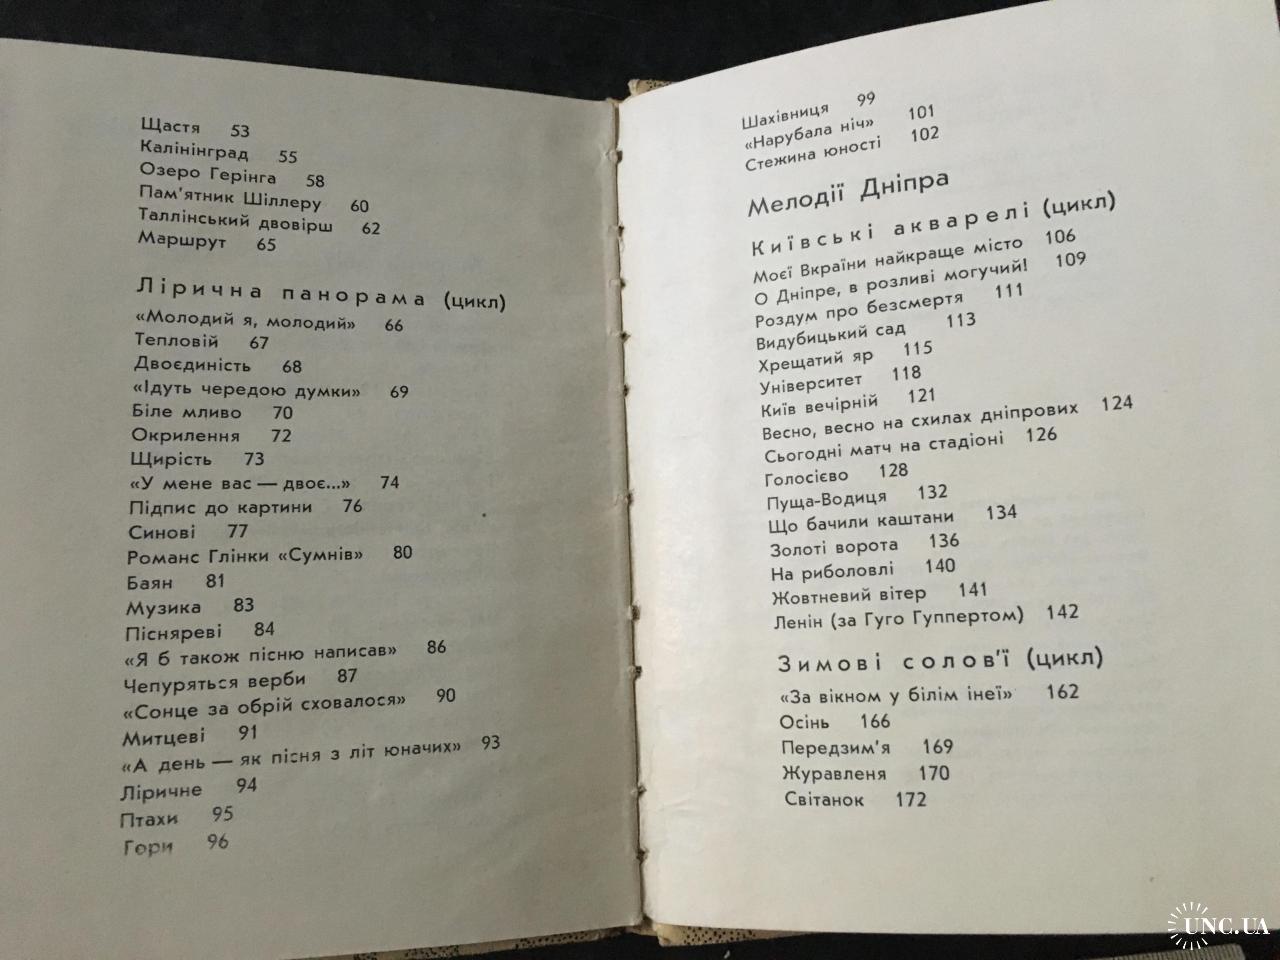 Щастя 53
Калінінград 55
Озеро Герінга 58
Пам'ятник Шіллеру 60
Таллінський двовірш 62
Маршрут 65
Лірична панорама (цикл)
«Молодий я, молодий» 66
Тепловій 67
Двоєдиність 68
«Ідуть чередою думки» 69
Біле мливо 70
Окрилення 72
Щирість 73
«У мене вас — двоє...» 74
Підпис до картини 76
Синові 77
Романс Глінки «Сумнів» 80
Баян 81
Музика 83
Пісняреві 84
«Я б також пісню написав» 86
Чепуряться верби 87
«Сонце за обрій сховалося» 90
Митцеві 91
«А день — як пісня з літ юначих» 93
Ліричне 94
Птахи 95
Гори 96
Шахівниця 99
«Нарубала ніч» 101
Стежина юності 102
Мелодії Дніпра
Київські акварелі (цикл)
Моєї Вкраїни найкраще місто 106
О Дніпре, в розливі могучий! 109
Роздум про безсмертя 111
Видубицький сад 113
Хрещатий яр 115
Університет 118
Київ вечірній 121
Весно, весно на схилах дніпрових 124
Сьогодні матч на стадіоні 126
Голосієво 128
Пуща-Водиця 132
Що бачили каштани 134
Золоті ворота 136
На риболовлі 140
Жовтневий вітер 141
Ленін (за Гуго Гуппертом) 142
Зимові солов'ї (цикл)
«За вікном у білім інеї» 162
Осінь 166
Передзим'я 169
Журавленя 170
Світанок 172
UNC.UA